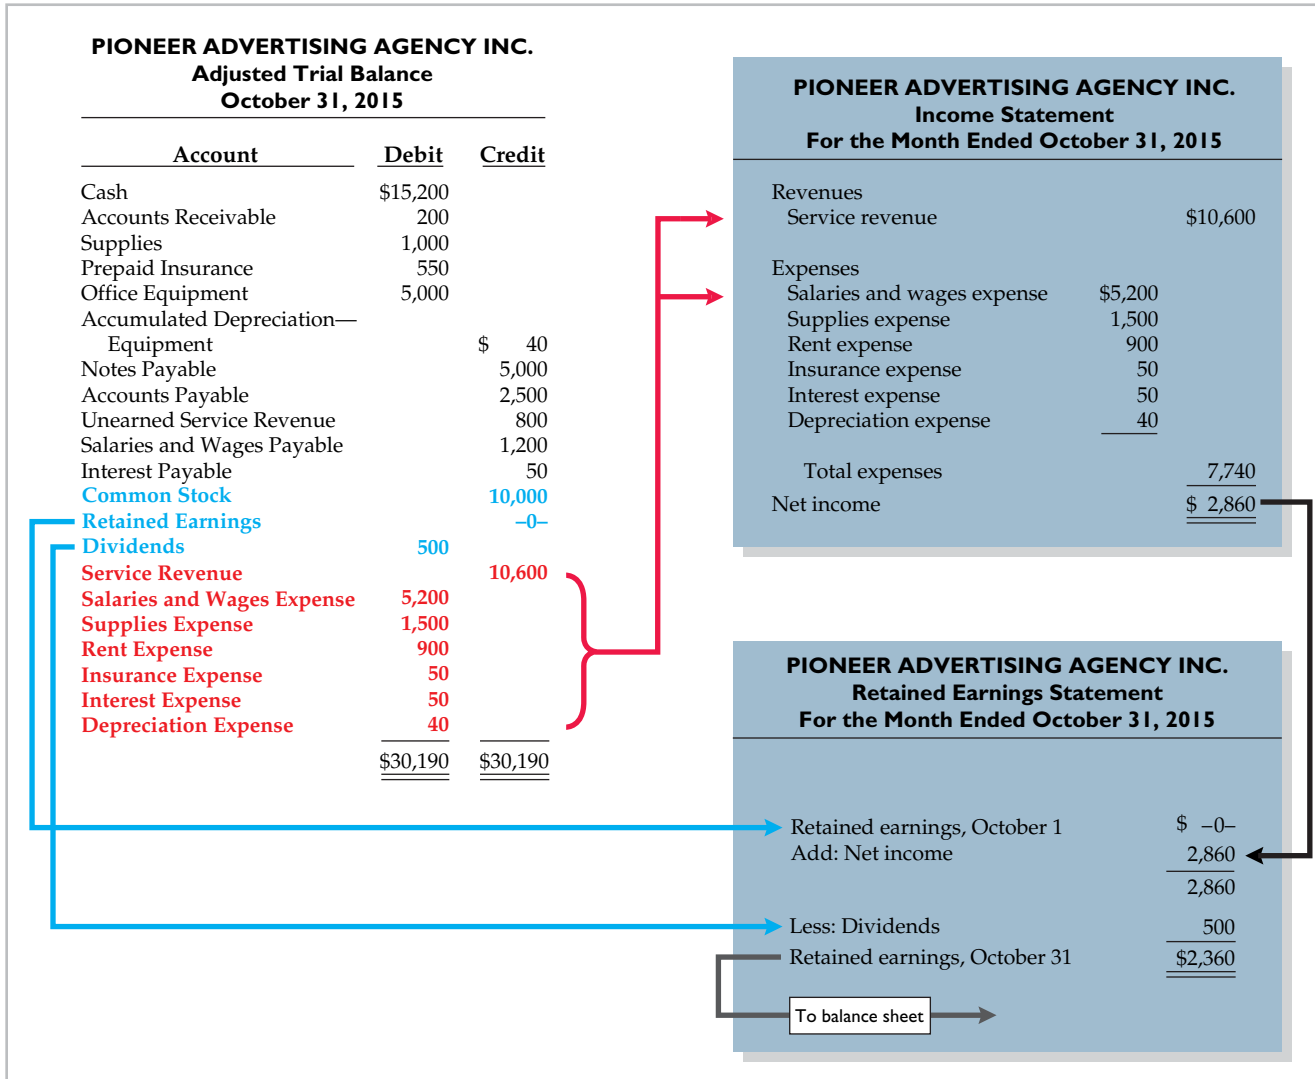 PIONEER ADVERTISING AGENCY INC.
Adjusted Trial Balance
October 31, 2015
Account Debit Credit
Cash $15,200
Accounts Receivable 200
Supplies 1,000
Prepaid Insurance 550
Office Equipment 5,000
Accumulated Depreciation—
Equipment $ 40
Notes Payable 5,000
Accounts Payable 2,500
Unearned Service Revenue 800
Salaries and Wages Payable 1,200
Interest Payable 50
Common Stock 10,000
Retained Earnings –0–
Dividends 500
Service Revenue 10,600
Salaries and Wages Expense 5,200
Supplies Expense 1,500
Rent Expense 900
Insurance Expense 50
Interest Expense 50
Depreciation Expense 40
$30,190 $30,190
PIONEER ADVERTISING AGENCY INC.
Income Statement
For the Month Ended October 31, 2015
Revenues
Service revenue $10,600
Expenses
Salaries and wages expense $5,200
Supplies expense 1,500
Rent expense 900
Insurance expense 50
Interest expense 50
Depreciation expense 40
Total expenses 7,740
Net income $ 2,860
PIONEER ADVERTISING AGENCY INC.
Retained Earnings Statement
For the Month Ended October 31, 2015
Retained earnings, October 1 $ –0–
Add: Net income 2,860
2,860
Less: Dividends 500
Retained earnings, October 31 $2,360
To balance sheet